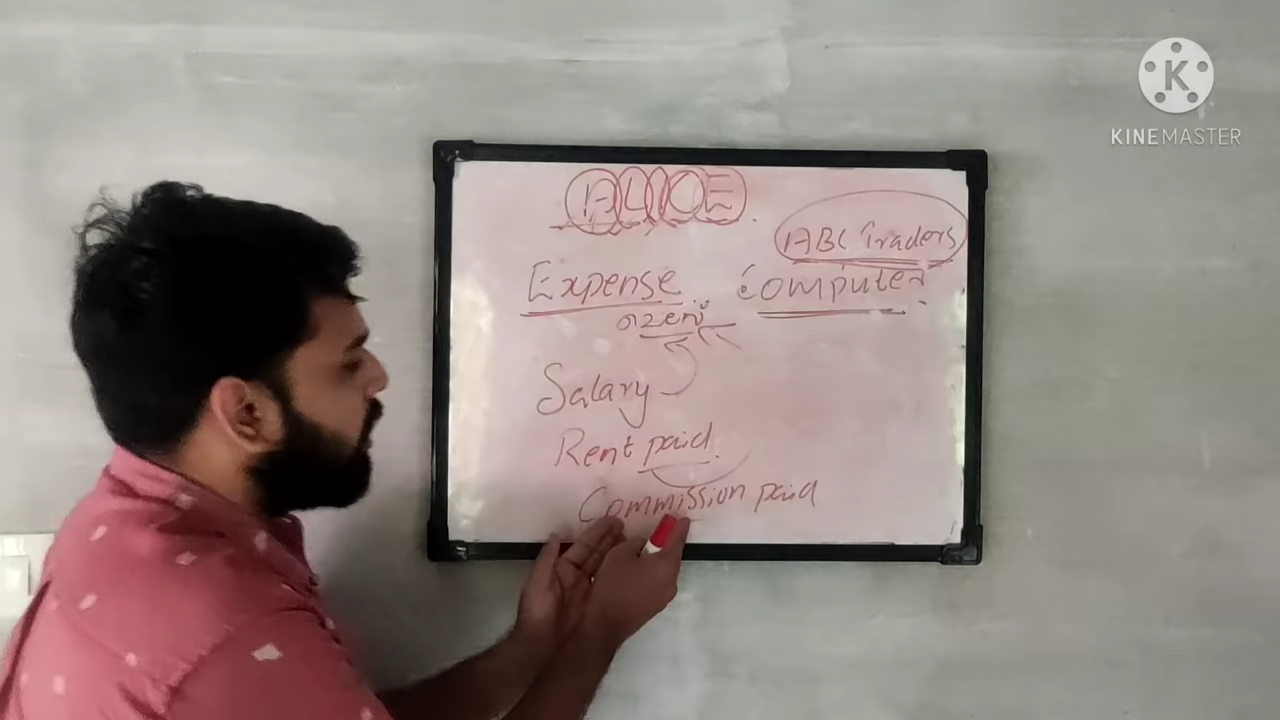 ALICE
ABC Traders
Expense Computer
Salary
Rent paid
Commission paid
KINEMASTER